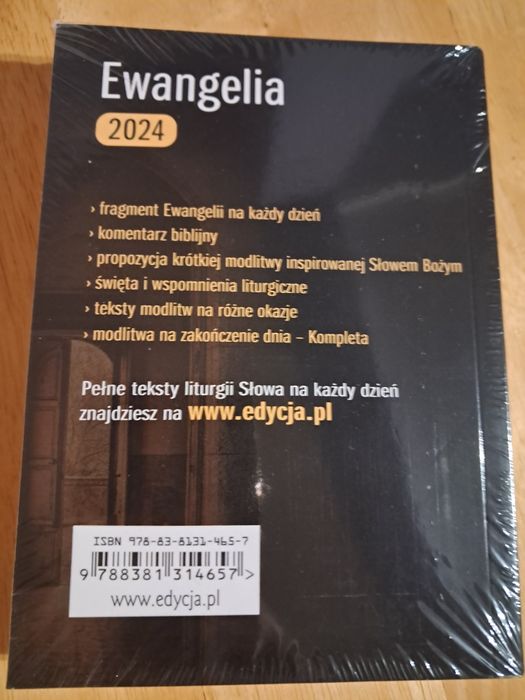 Ewangelia
2024
› fragment Ewangelii na każdy dzień
› komentarz biblijny
› propozycja krótkiej modlitwy inspirowanej Słowem Bożym
› święta i wspomnienia liturgiczne
› teksty modlitw na różne okazje
› modlitwa na zakończenie dnia – Kompleta
Pełne teksty liturgii Słowa na każdy dzień
znajdziesz na www.edycja.pl
ISBN 978-83-8131-465-7
9 788381 314657 >
www.edycja.pl